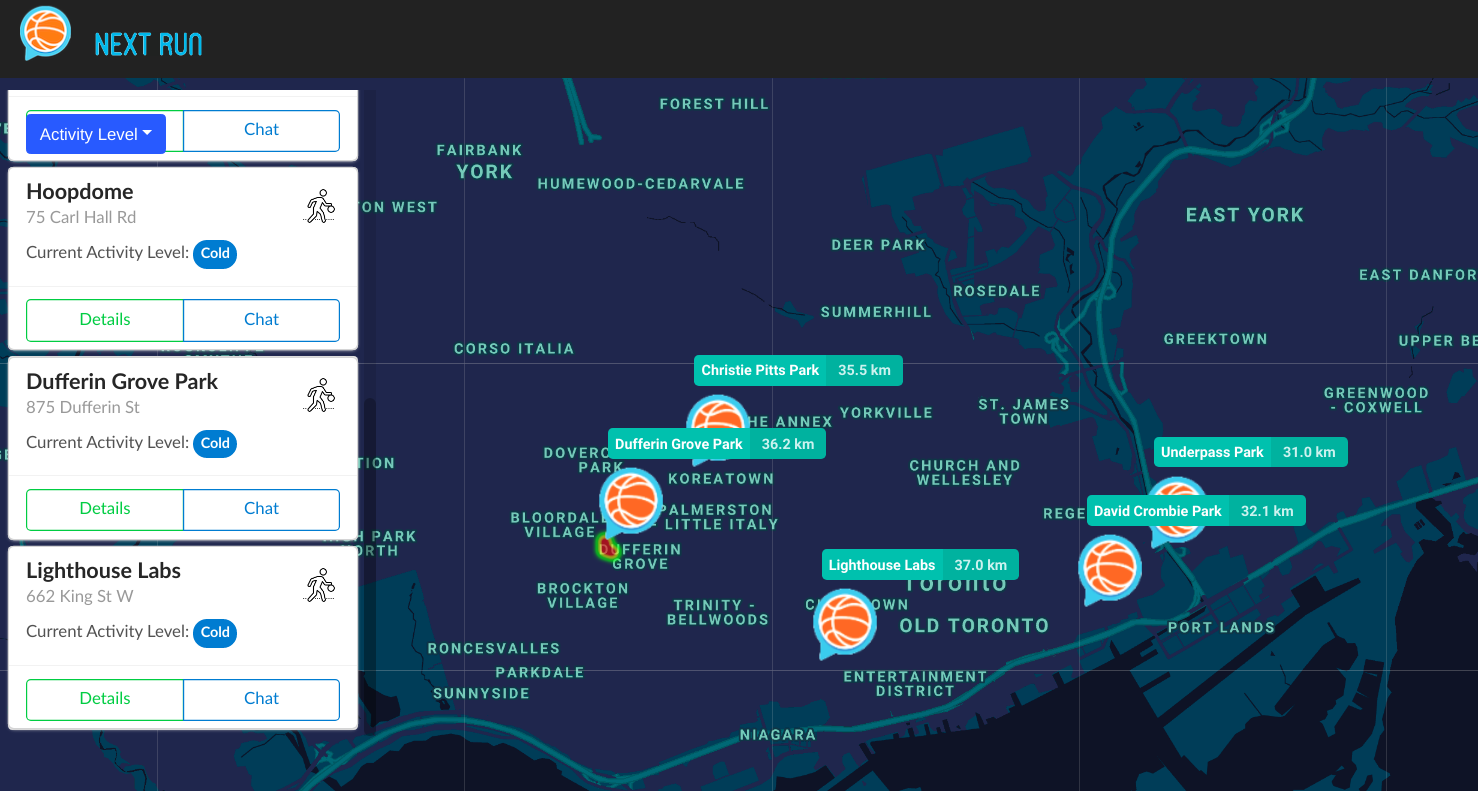 NEXT RUN
Activity Level
Chat
Hoopdome
75 Carl Hall Rd
Current Activity Level: Cold
Details
Chat
Dufferin Grove Park
875 Dufferin St
Current Activity Level: Cold
Details
Chat
Lighthouse Labs
662 King St W
Current Activity Level: Cold
Details
Chat
FOREST HILL
FAIRBANK
YORK
HUMEWOOD-CEDARVALE
TON WEST
EAST YORK
DEER PARK
EAST DANFOR
ROSEDALE
SUMMERHILL
GREEKTOWN
UPPER BE
CORSO ITALIA
Christie Pitts Park 35.5 km
GREENWOOD
- COXWELL
ST. JAMES
TOWN
YORKVILLE
HE ANNEX
Dufferin Grove Park 36.2 km
Underpass Park 31.0 km
DOVERC
PARK
TION
CHURCH AND
WELLESLEY
KOREATOWN
David Crombie Park 32.1 km
REGE
PALMERSTON
- LITTLE ITALY
BLOORDAL
VILLAGE
HIGH PARK
NORTH
DUFFERIN
GROVE
Lighthouse Labs 37.0 km
Toronto
BROCKTON
VILLAGE
TRINITY -
BELLWOODS
CH TOWN
OLD TORONTO
PORT LANDS
RONCESVALLES
PARKDALE
SUNNYSIDE
ENTERTAINMENT
DISTRICT
NIAGARA